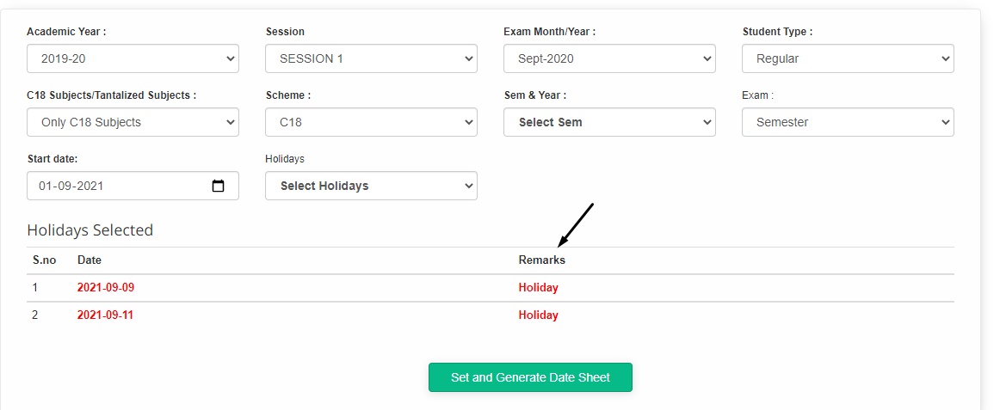 Academic Year : Session Exam Month/Year : Student Type :
2019-20 SESSION 1 Sept-2020 Regular
C18 Subjects/Tantalized Subjects : Scheme : Sem & Year : Exam :
Only C18 Subjects C18 Select Sem Semester
Start date: Holidays
01-09-2021 Select Holidays
Holidays Selected
S.no Date Remarks
1 2021-09-09 Holiday
2 2021-09-11 Holiday
Set and Generate Date Sheet